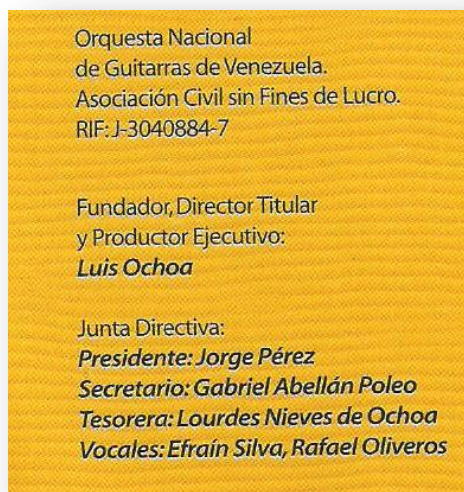 Orquesta Nacional
de Guitarras de Venezuela.
Asociación Civil sin Fines de Lucro.
RIF: J-3040884-7
Fundador, Director Titular
y Productor Ejecutivo:
Luis Ochoa
Junta Directiva:
Presidente: Jorge Pérez
Secretario: Gabriel Abellán Poleo
Tesorera: Lourdes Nieves de Ochoa
Vocales: Efraín Silva, Rafael Oliveros